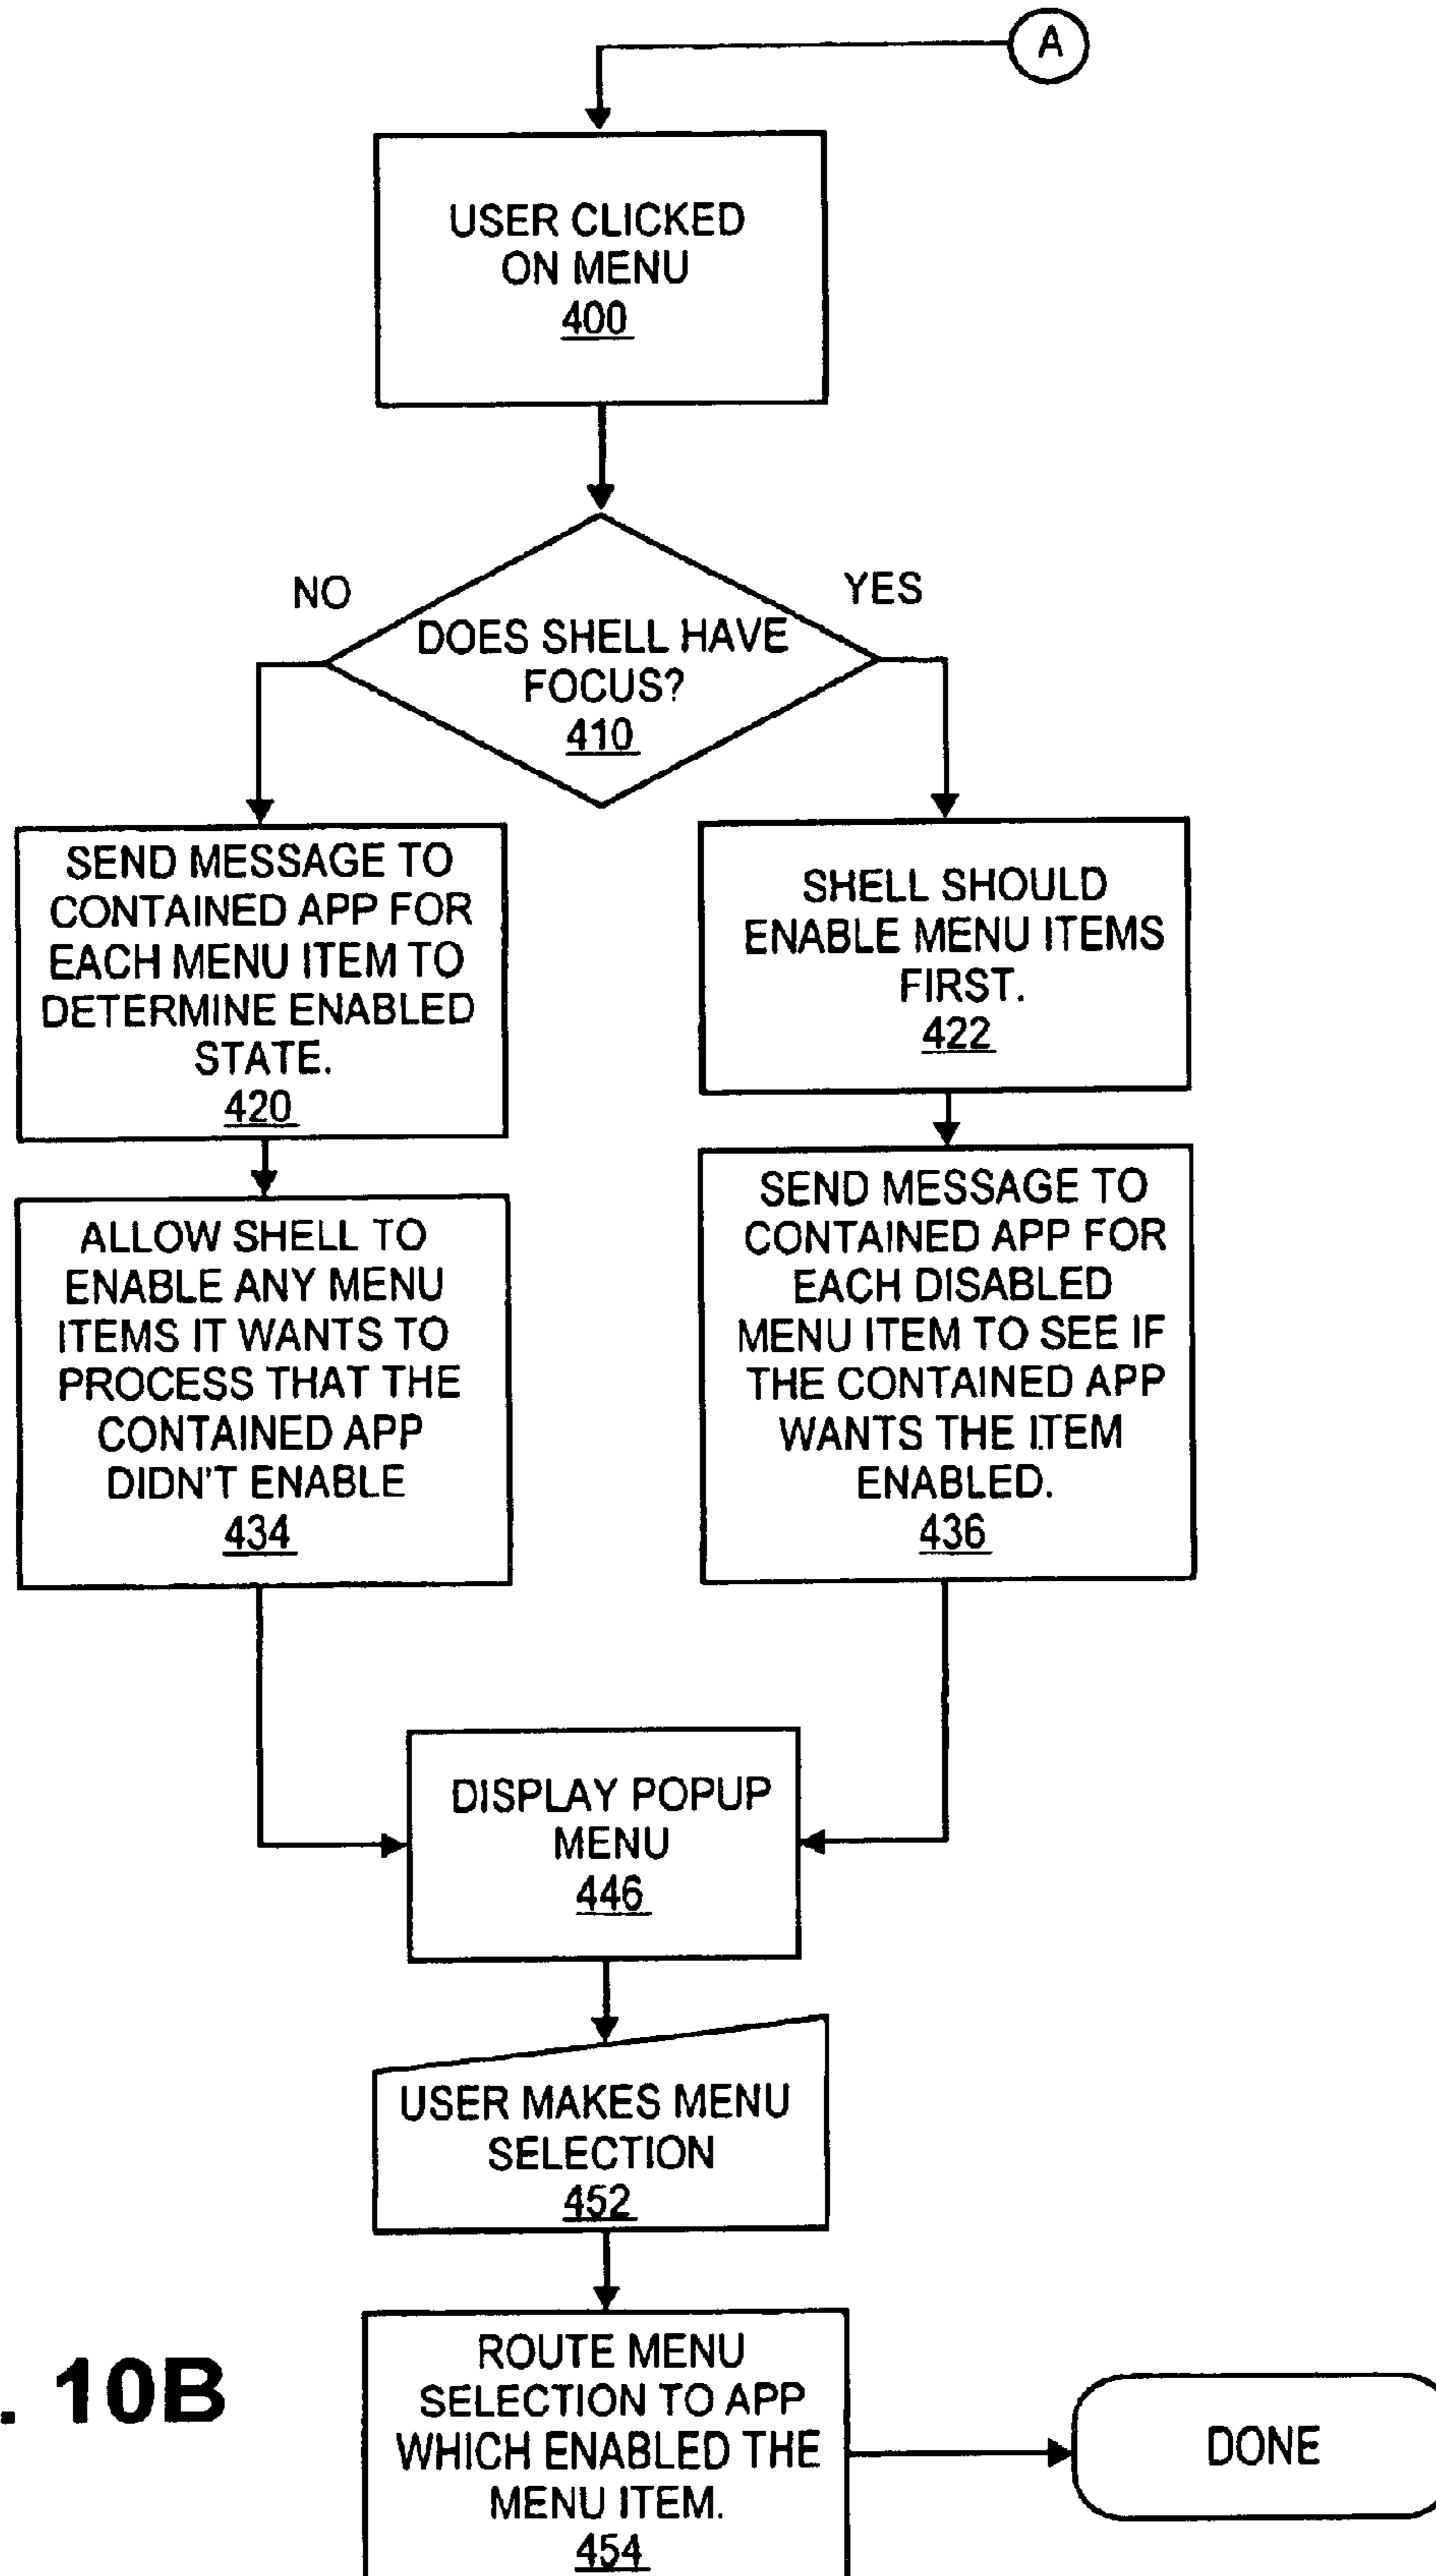 A
USER CLICKED
ON MENU
400
NO
YES
DOES SHELL HAVE
FOCUS?
410
SEND MESSAGE TO
CONTAINED APP FOR
EACH MENU ITEM TO
DETERMINE ENABLED
STATE.
420
SHELL SHOULD
ENABLE MENU ITEMS
FIRST.
422
ALLOW SHELL TO
ENABLE ANY MENU
ITEMS IT WANTS TO
PROCESS THAT THE
CONTAINED APP
DIDN'T ENABLE
434
SEND MESSAGE TO
CONTAINED APP FOR
EACH DISABLED
MENU ITEM TO SEE IF
THE CONTAINED APP
WANTS THE ITEM
ENABLED.
436
DISPLAY POPUP
MENU
446
USER MAKES MENU
SELECTION
452
ROUTE MENU
SELECTION TO APP
WHICH ENABLED THE
MENU ITEM.
454
DONE
. 10B